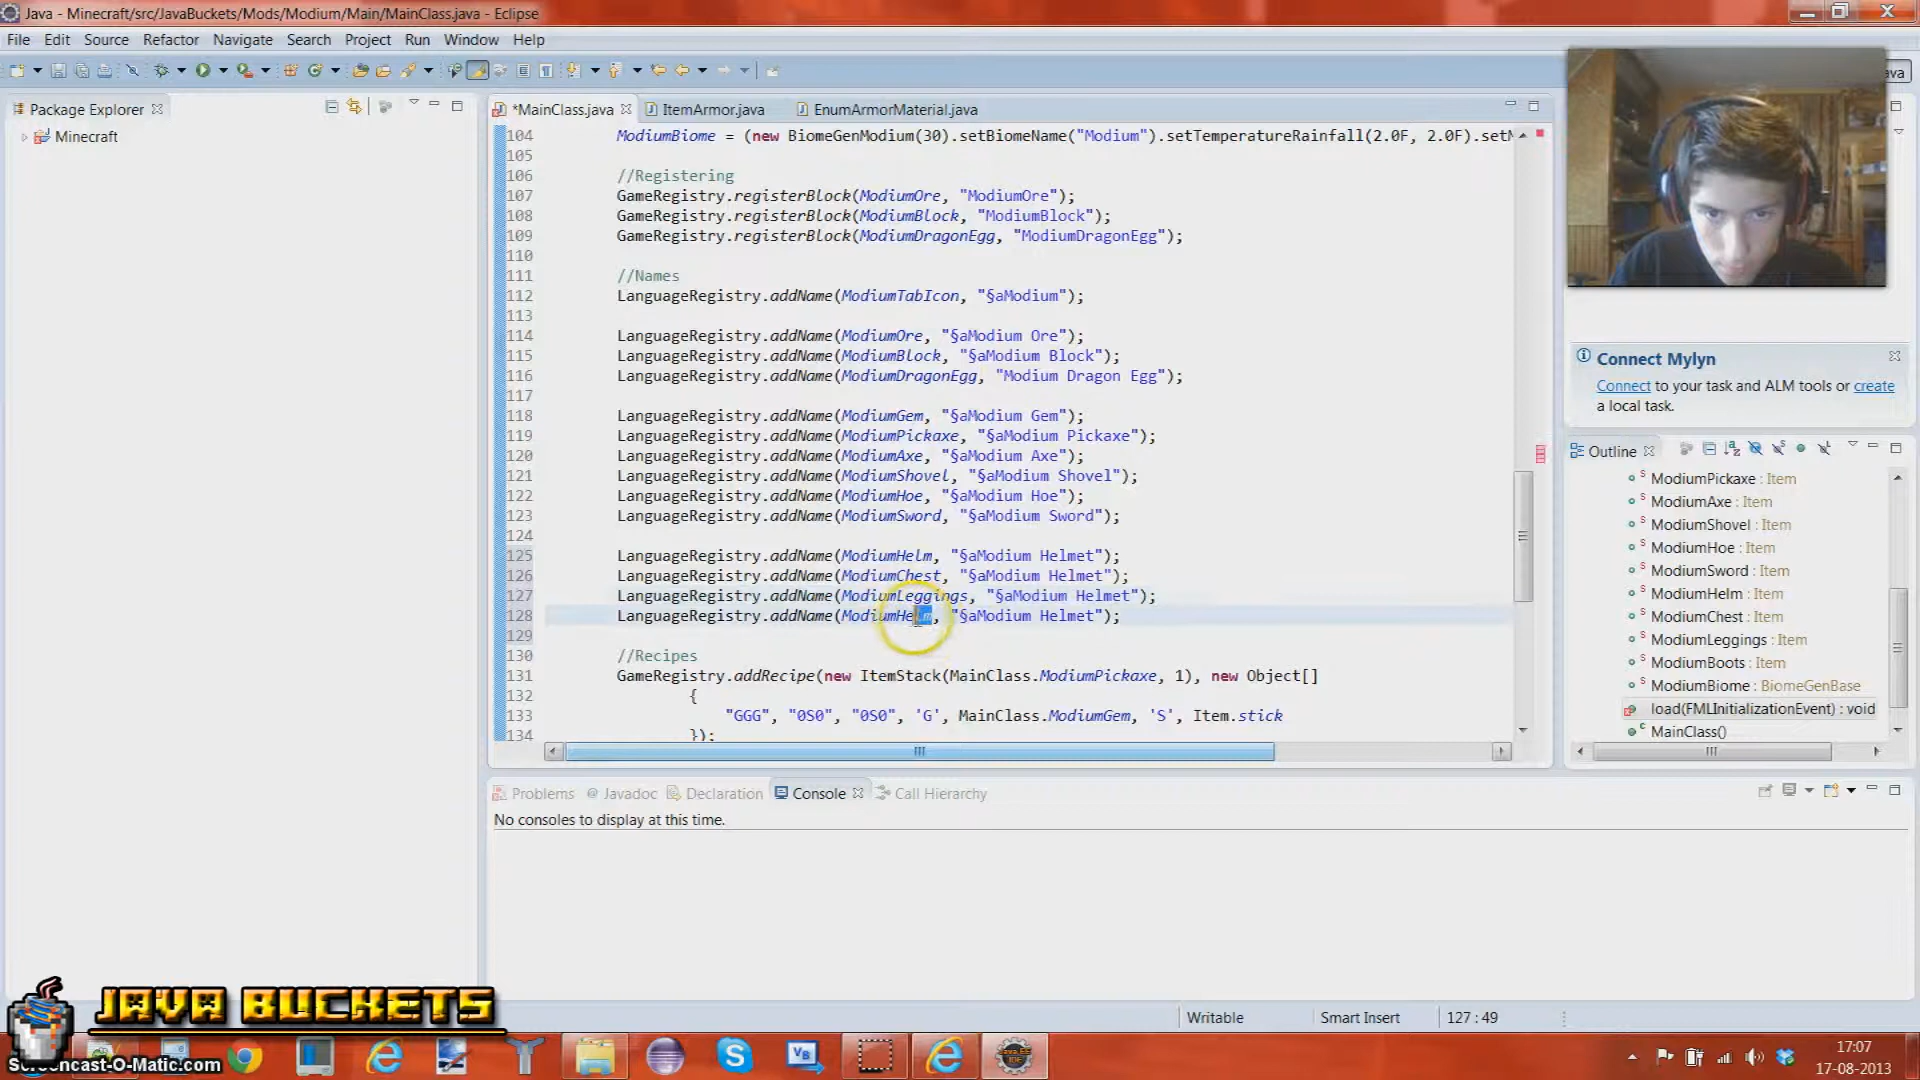 Java - Minecraft/src/JavaBuckets/Mods/Modium/Main/MainClass.java - Eclipse
File Edit Source Refactor Navigate Search Project Run Window Help
Package Explorer
Minecraft
*MainClass.java ItemArmor.java EnumArmorMaterial.java
104 ModiumBiome = (new BiomeGenModium(30).setBiomeName("Modium").setTemperatureRainfall(2.0F, 2.0F).setM
105
106 //Registering
107 GameRegistry.registerBlock(ModiumOre, "ModiumOre");
108 GameRegistry.registerBlock(ModiumBlock, "ModiumBlock");
109 GameRegistry.registerBlock(ModiumDragonEgg, "ModiumDragonEgg");
110
111 //Names
112 LanguageRegistry.addName(ModiumTabIcon, "§aModium");
113
114 LanguageRegistry.addName(ModiumOre, "§aModium Ore");
115 LanguageRegistry.addName(ModiumBlock, "§aModium Block");
116 LanguageRegistry.addName(ModiumDragonEgg, "Modium Dragon Egg");
117
118 LanguageRegistry.addName(ModiumGem, "§aModium Gem");
119 LanguageRegistry.addName(ModiumPickaxe, "§aModium Pickaxe");
120 LanguageRegistry.addName(ModiumAxe, "§aModium Axe");
121 LanguageRegistry.addName(ModiumShovel, "§aModium Shovel");
122 LanguageRegistry.addName(ModiumHoe, "§aModium Hoe");
123 LanguageRegistry.addName(ModiumSword, "§aModium Sword");
124
125 LanguageRegistry.addName(ModiumHelm, "§aModium Helmet");
126 LanguageRegistry.addName(ModiumChest, "§aModium Helmet");
127 LanguageRegistry.addName(ModiumLeggings, "§aModium Helmet");
128 LanguageRegistry.addName(ModiumHelm, "§aModium Helmet");
129
130 //Recipes
131 GameRegistry.addRecipe(new ItemStack(MainClass.ModiumPickaxe, 1), new Object[]
132 {
133 "GGG", "0S0", "0S0", 'G', MainClass.ModiumGem, 'S', Item.stick
134 });
ava
Connect Mylyn
Connect to your task and ALM tools or create
a local task.
Outline
ModiumPickaxe : Item
ModiumAxe : Item
ModiumShovel : Item
ModiumHoe : Item
ModiumSword : Item
ModiumHelm : Item
ModiumChest : Item
ModiumLeggings : Item
ModiumBoots : Item
ModiumBiome : BiomeGenBase
load(FMLInitializationEvent) : void
MainClass()
Problems Javadoc Declaration Console Call Hierarchy
No consoles to display at this time.
Writable Smart Insert 127 : 49
JAVA BUCKETS
Screencast-O-Matic.com
17:07
17-08-2013